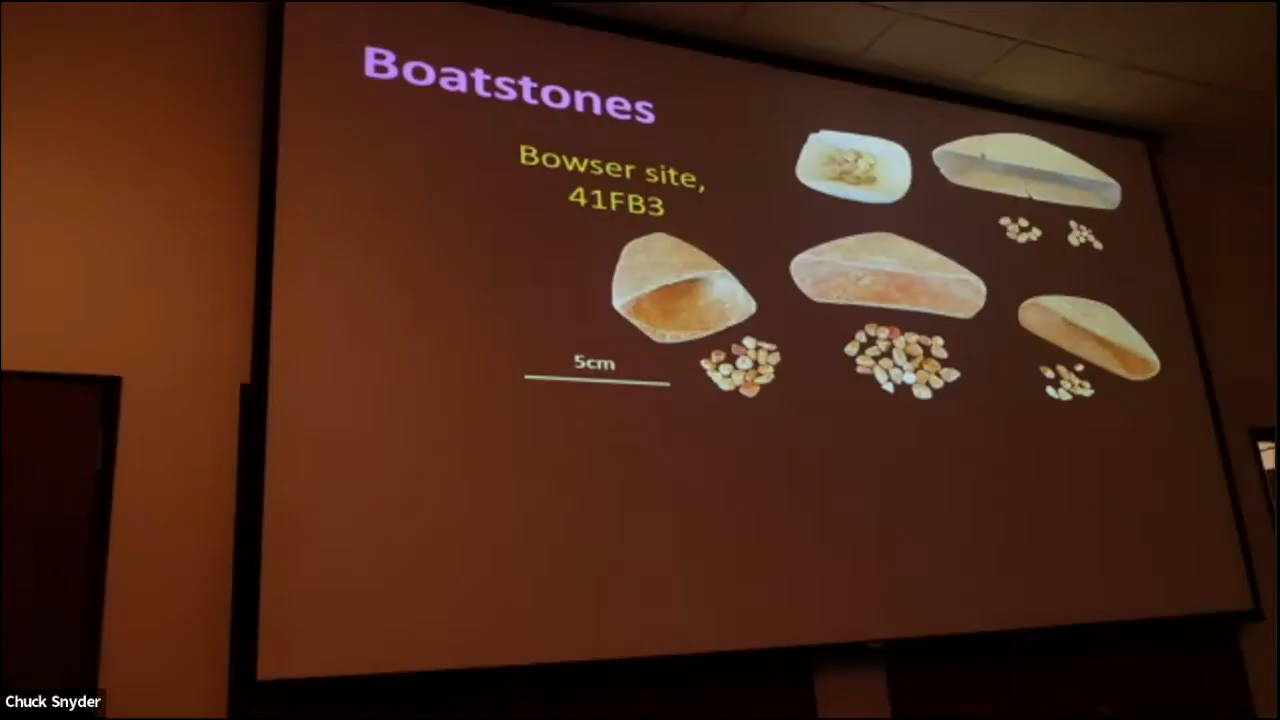 Boatstones
Bowser site,
41FB3
5cm
Chuck Snyder